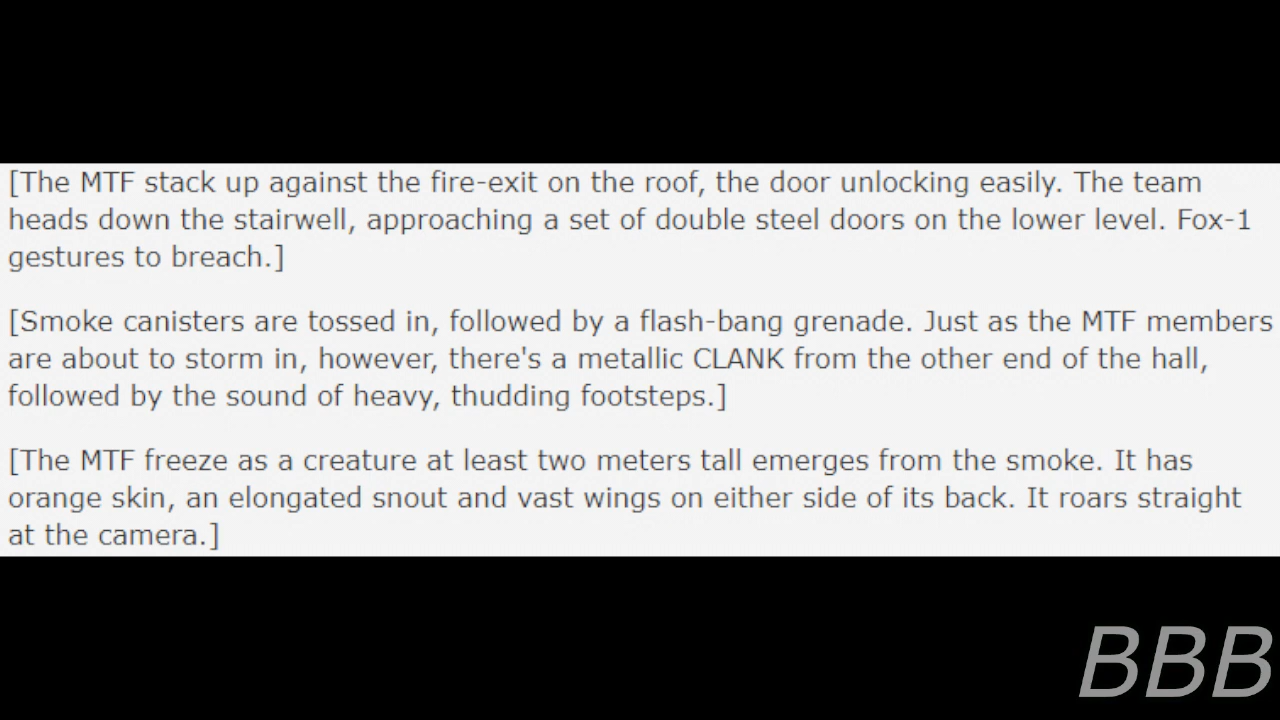 [The MTF stack up against the fire-exit on the roof, the door unlocking easily. The team
heads down the stairwell, approaching a set of double steel doors on the lower level. Fox-1
gestures to breach.]
[Smoke canisters are tossed in, followed by a flash-bang grenade. Just as the MTF members
are about to storm in, however, there's a metallic CLANK from the other end of the hall,
followed by the sound of heavy, thudding footsteps.]
[The MTF freeze as a creature at least two meters tall emerges from the smoke. It has
orange skin, an elongated snout and vast wings on either side of its back. It roars straight
at the camera.]
BBB